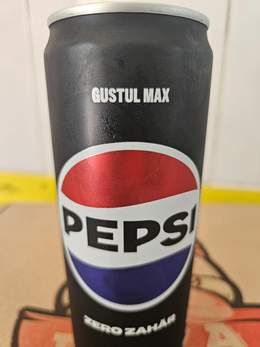 GUSTUL MAX
PEPSI
ZERO ZAHĂR